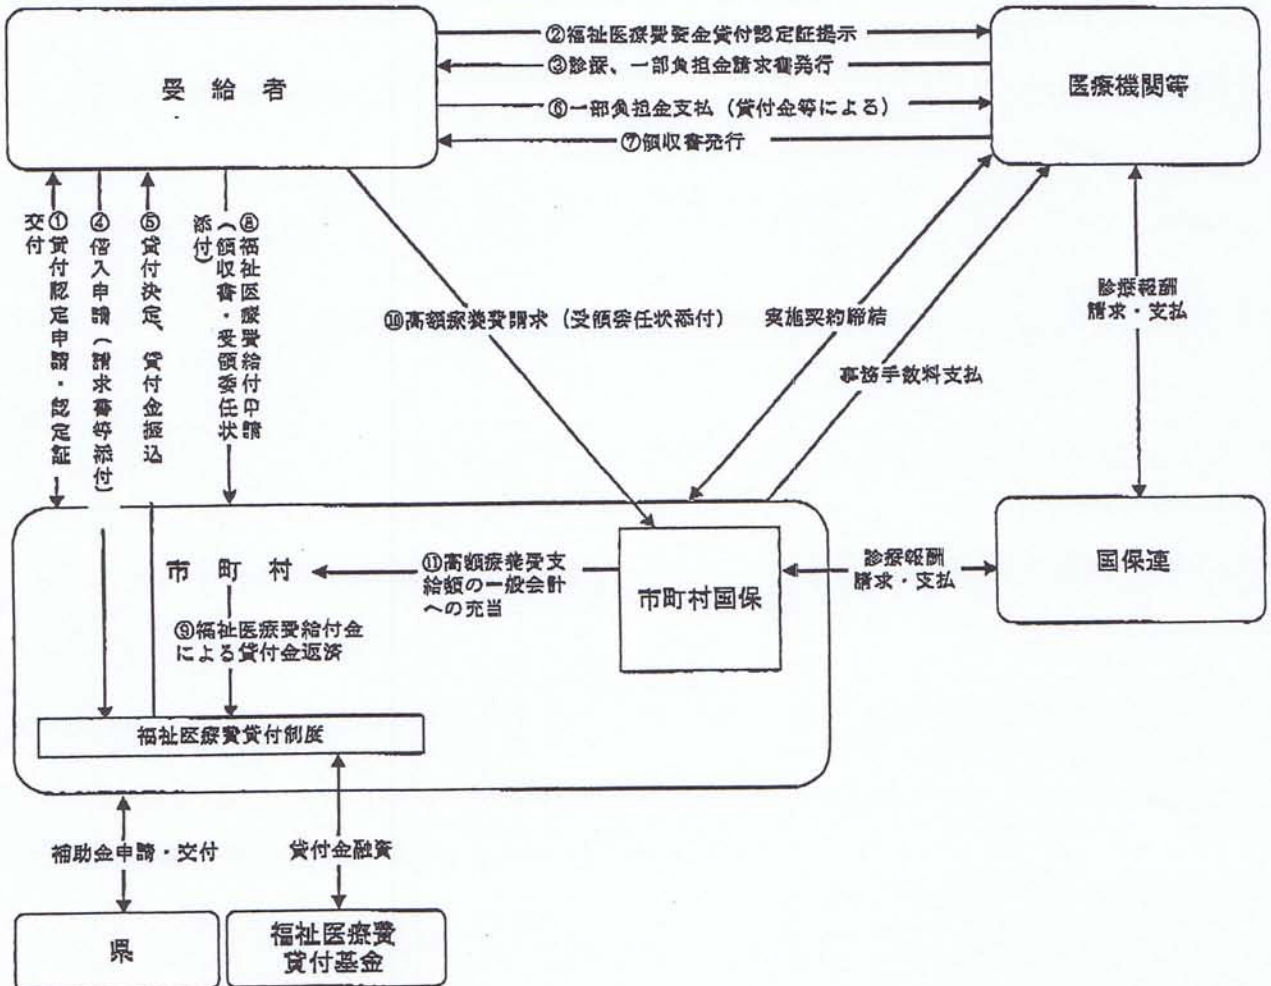 受給者
②福祉医療費資金貸付認定証提示
③診療、一部負担金請求書発行
⑥一部負担金支払(貸付金等による)
⑦領収書発行
医療機関等
①貸付認定申請・認定証
交付
④借入申請(請求書等添付)
⑤貸付決定、貸付金振込
⑧福祉医療費給付申請
(領収書・受領委任状
添付)
⑩高額療養費請求(受領委任状添付)
実施契約締結
事務手数料支払
診療報酬
請求・支払
市町村
⑪高額療養費支
給額の一般会計
への充当
市町村国保
診療報酬
請求・支払
国保連
⑨福祉医療費給付金
による貸付金返済
福祉医療費貸付制度
補助金申請・交付
貸付金融資
県
福祉医療費
貸付基金